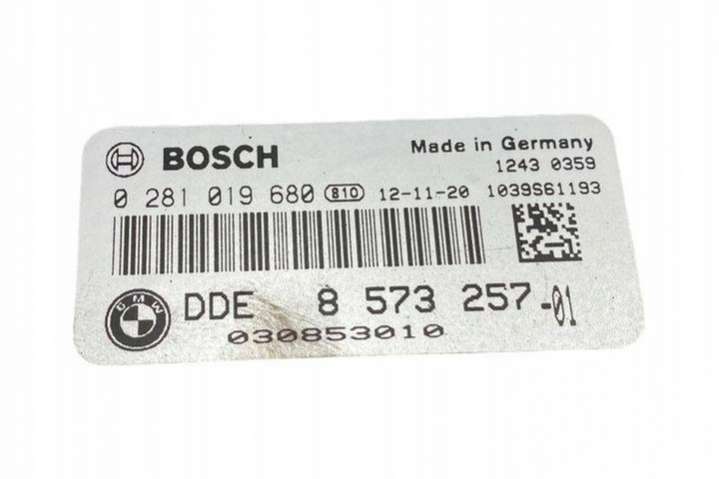 BOSCH
Made in Germany
1243 0359
0 281 019 680 810 12-11-20 1039S61193
BMW
DDE 8 573 257-01
030853010